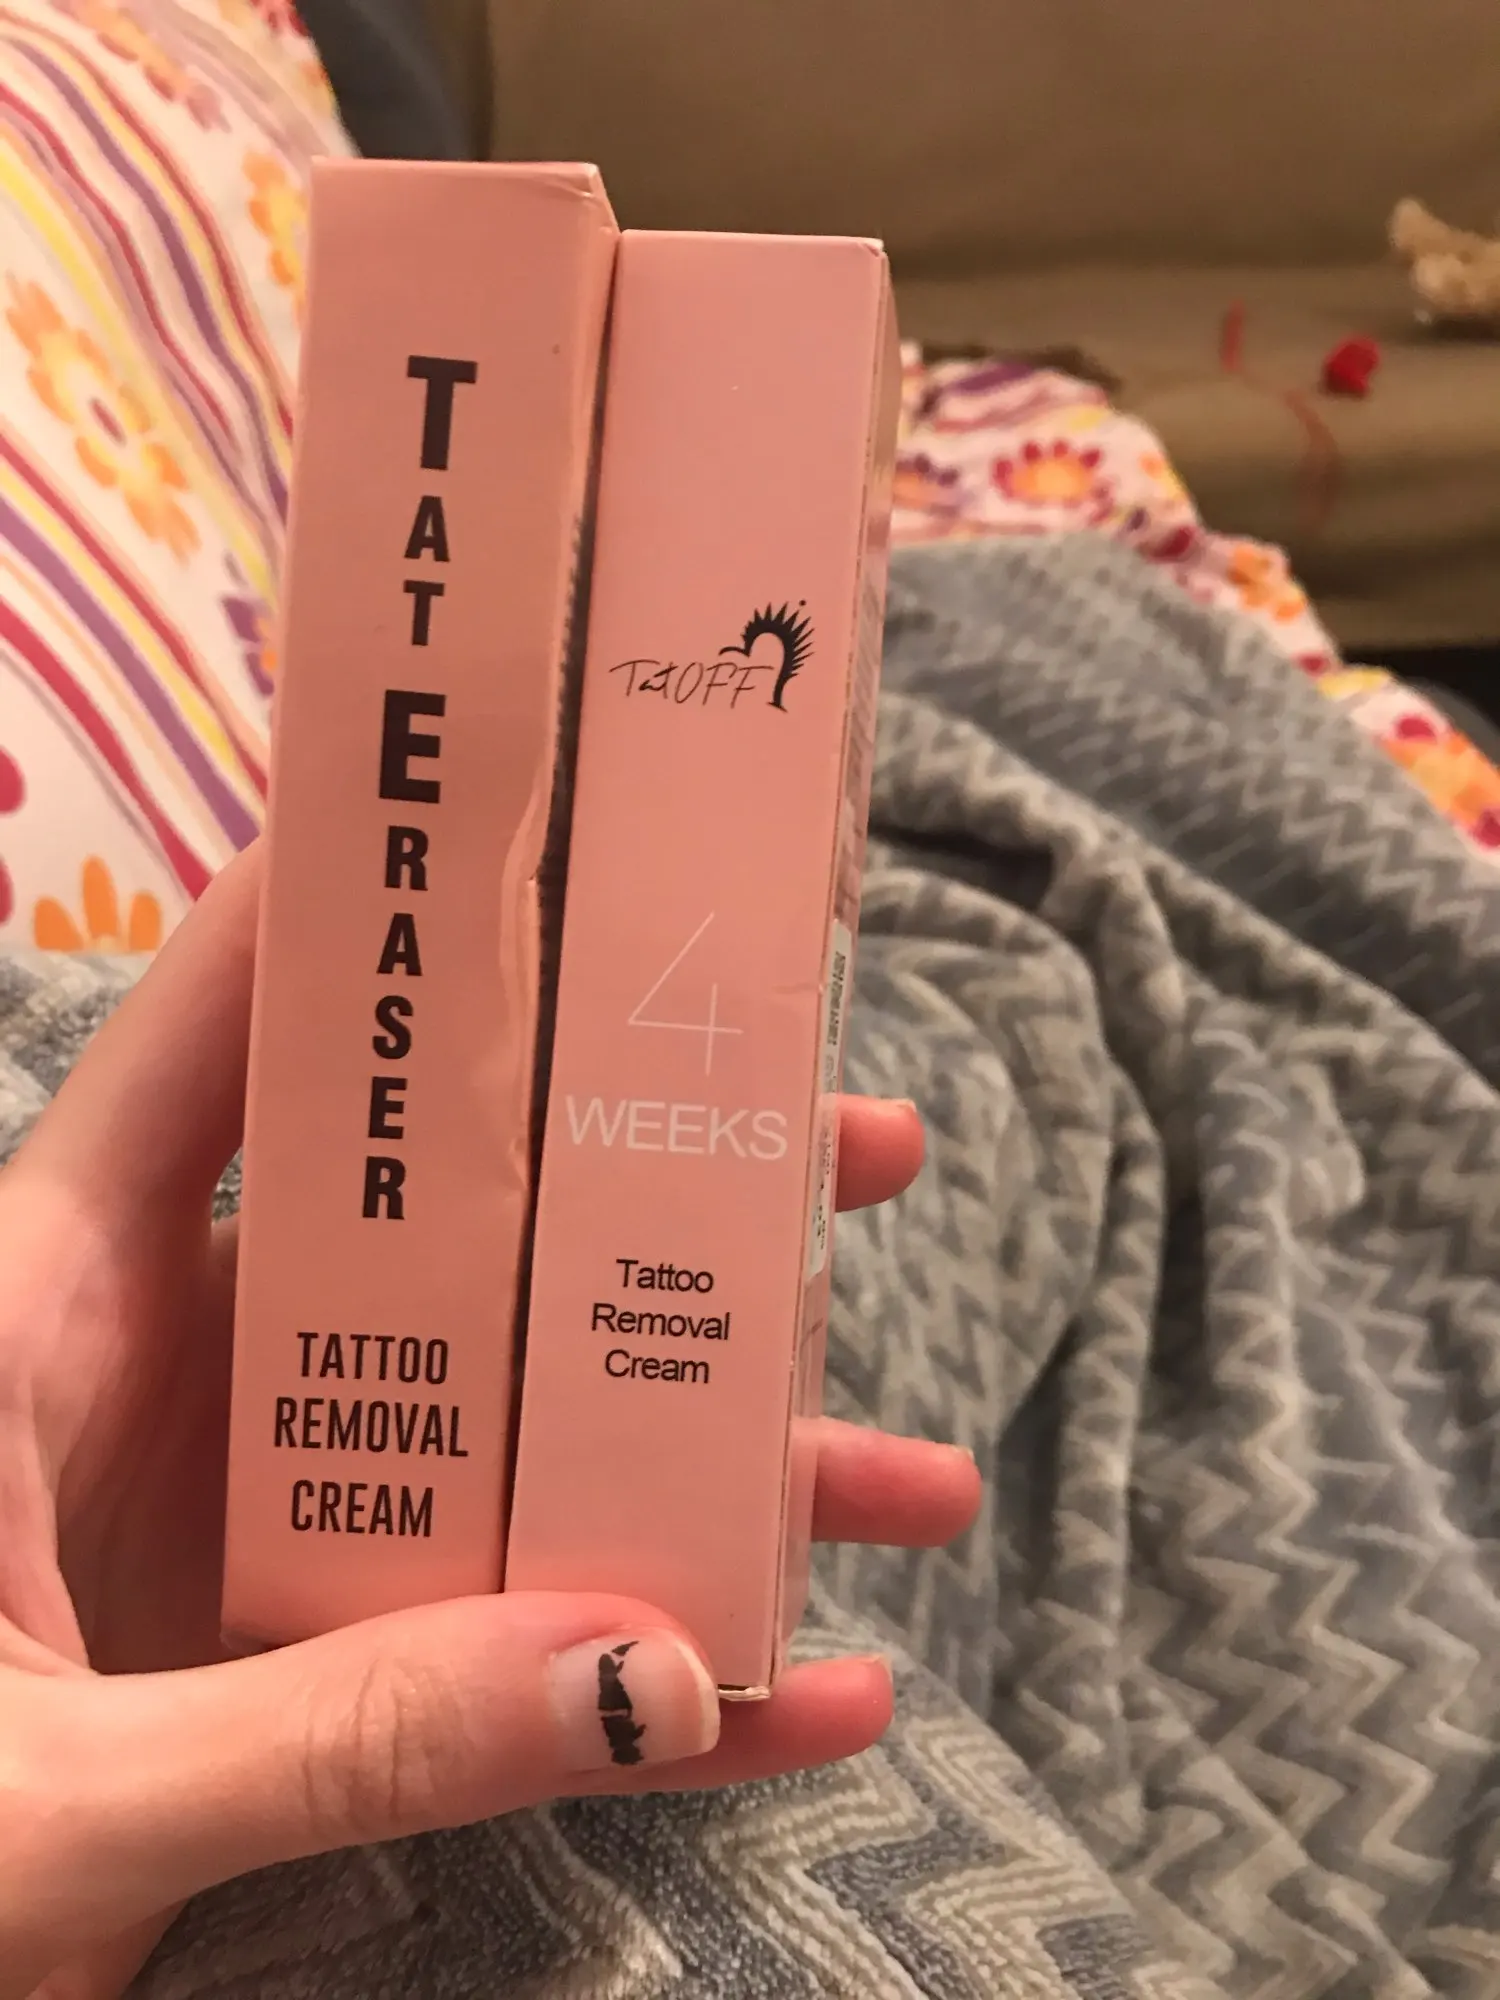 TAT ERASER
TATTOO
REMOVAL
CREAM
TatOFF
4
WEEKS
Tattoo
Removal
Cream